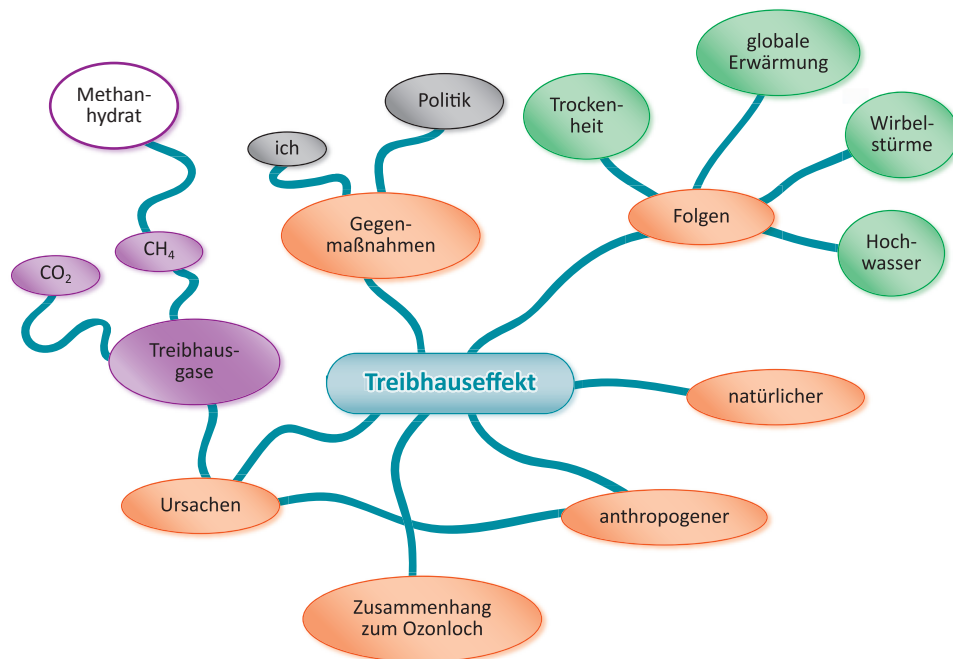 globale
Erwärmung
Methan-
hydrat
Politik
Trocken-
heit
Wirbel-
stürme
ich
Folgen
Gegen-
maßnahmen
Hoch-
wasser
CH₄
CO₂
Treibhaus-
gase
Treibhauseffekt
natürlicher
Ursachen
anthropogener
Zusammenhang
zum Ozonloch